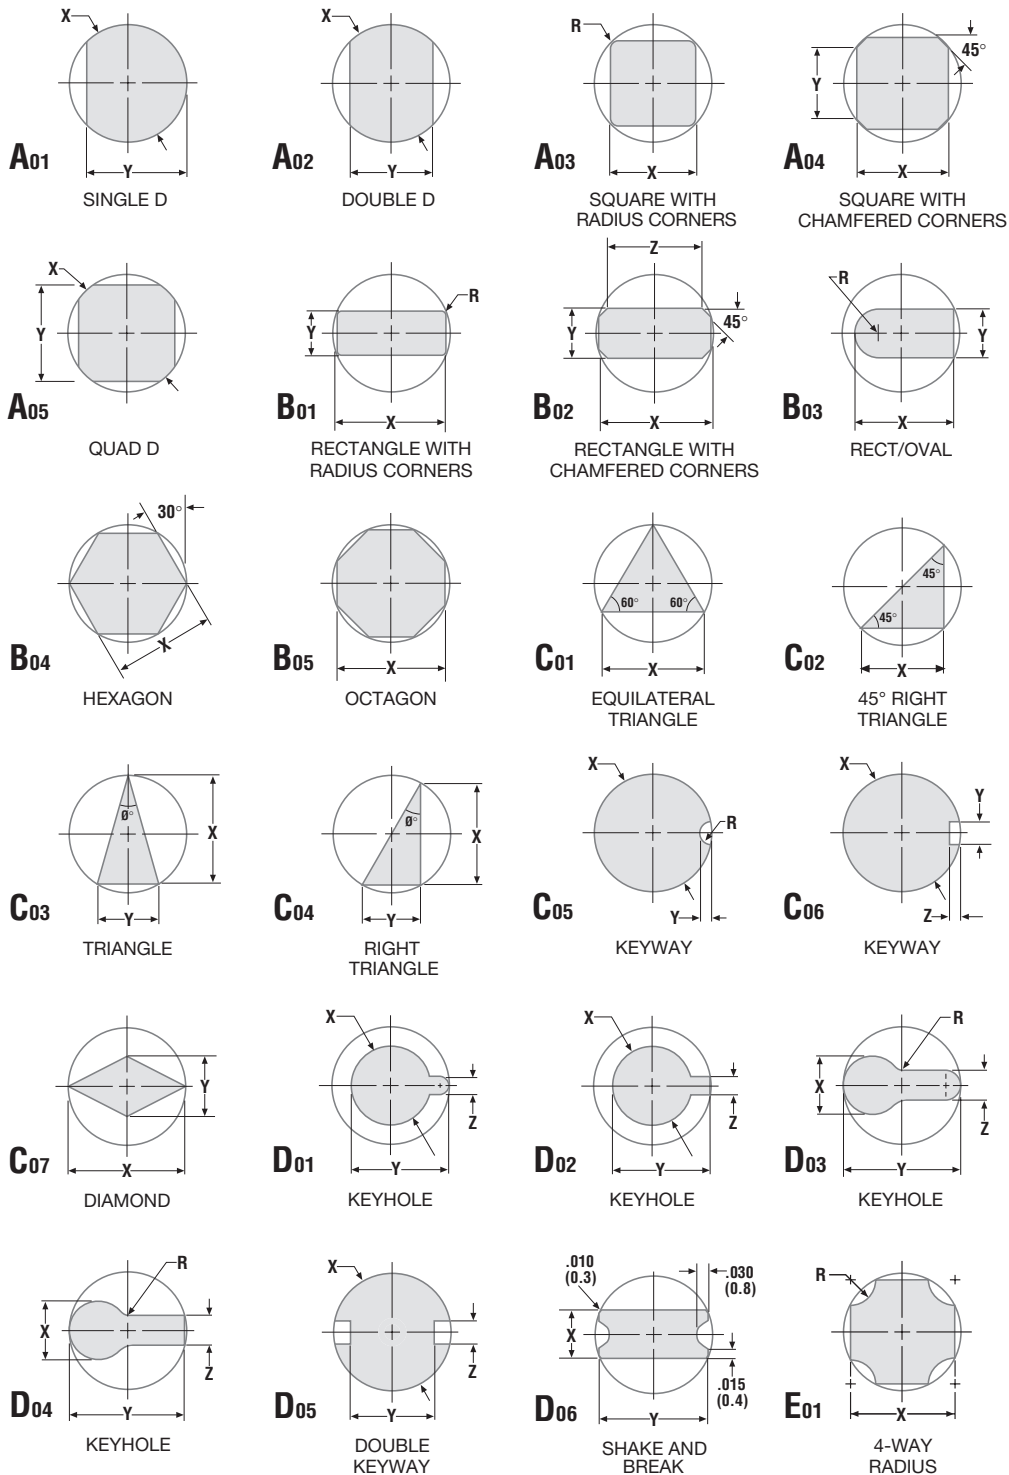 X
Y
A01
SINGLE D
X
Y
A02
DOUBLE D
R
X
A03
SQUARE WITH
RADIUS CORNERS
45°
Y
X
A04
SQUARE WITH
CHAMFERED CORNERS
X
Y
A05
QUAD D
R
Y
X
B01
RECTANGLE WITH
RADIUS CORNERS
Z
Y
45°
X
B02
RECTANGLE WITH
CHAMFERED CORNERS
R
Y
X
B03
RECT/OVAL
30°
X
B04
HEXAGON
X
B05
OCTAGON
60° 60°
X
C01
EQUILATERAL
TRIANGLE
45°
45°
X
C02
45° RIGHT
TRIANGLE
Ø°
X
Y
C03
TRIANGLE
Ø°
X
Y
C04
RIGHT
TRIANGLE
X
R
Y
C05
KEYWAY
X
Y
Z
C06
KEYWAY
Y
X
C07
DIAMOND
X
Z
Y
D01
KEYHOLE
X
Z
Y
D02
KEYHOLE
R
X
Z
Y
D03
KEYHOLE
R
X
Z
Y
D04
KEYHOLE
X
Z
Y
D05
DOUBLE
KEYWAY
.010
(0.3)
.030
(0.8)
X
.015
(0.4)
Y
D06
SHAKE AND
BREAK
R
X
E01
4-WAY
RADIUS